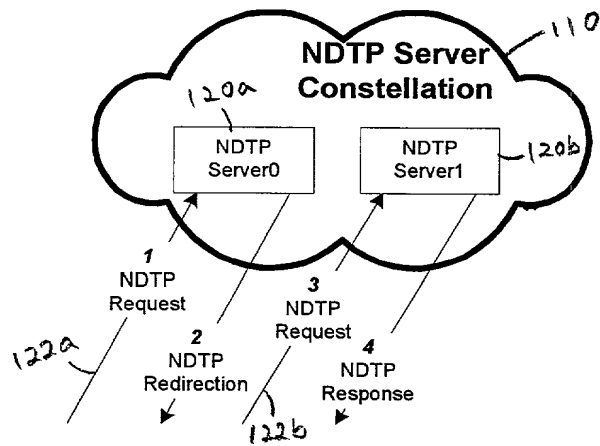 110
NDTP Server
Constellation
120a
NDTP
Server0
NDTP
Server1
120b
1
NDTP
Request
2
NDTP
Redirection
3
NDTP
Request
4
NDTP
Response
122a
122b